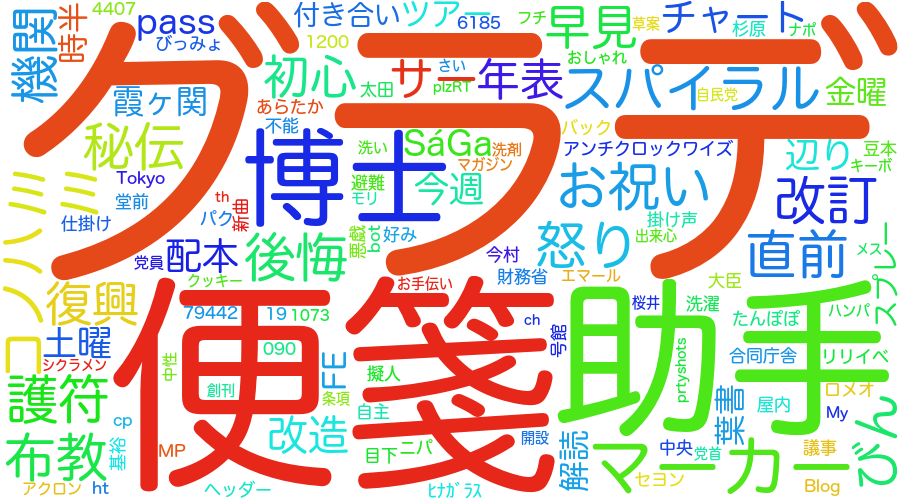 グラデ
便箋
助手
博士
機関
時半
4407
pass
びっみょ
付き合い
ツアー
6185
フチ
早見
草案
チャート
杉原
ナポ
1200
おしゃれ
初心
サー
さい
年表
太田
plzRT
スパイラル
自民党
金曜
霞ヶ関
あらたか
不能
秘伝
洗い
SáGa
洗剤
マガジン
バック
アンチクロックワイズ
辺り
豆本
キーボ
Tokyo
th
避難
モリ
今週
お祝い
改訂
ミミ
コノハ
仕掛け
堂前
パク
新曲
掛け声
出来心
党員
配本
後悔
悪戯
bot
好み
今村
怒り
直前
メス
スプレー
クッキー
お手伝い
財務省
エマール
大臣
復興
79442
19
1073
ch
号館
桜井
洗濯
たんぽぽ
ハンパ
土曜
シクラメン
090
prtyshots
合同庁舎
リリイベ
護符
中性
創刊
FE
条項
擬人
自主
屋内
ロメオ
My
葉書
びん
cp
布教
基裕
MP
改造
目下
ニパ
開設
解読
マーカー
中央
党首
議事
アクロン
ht
ヘッダー
ﾋﾅｶﾞﾗｽ
セヨン
Blog